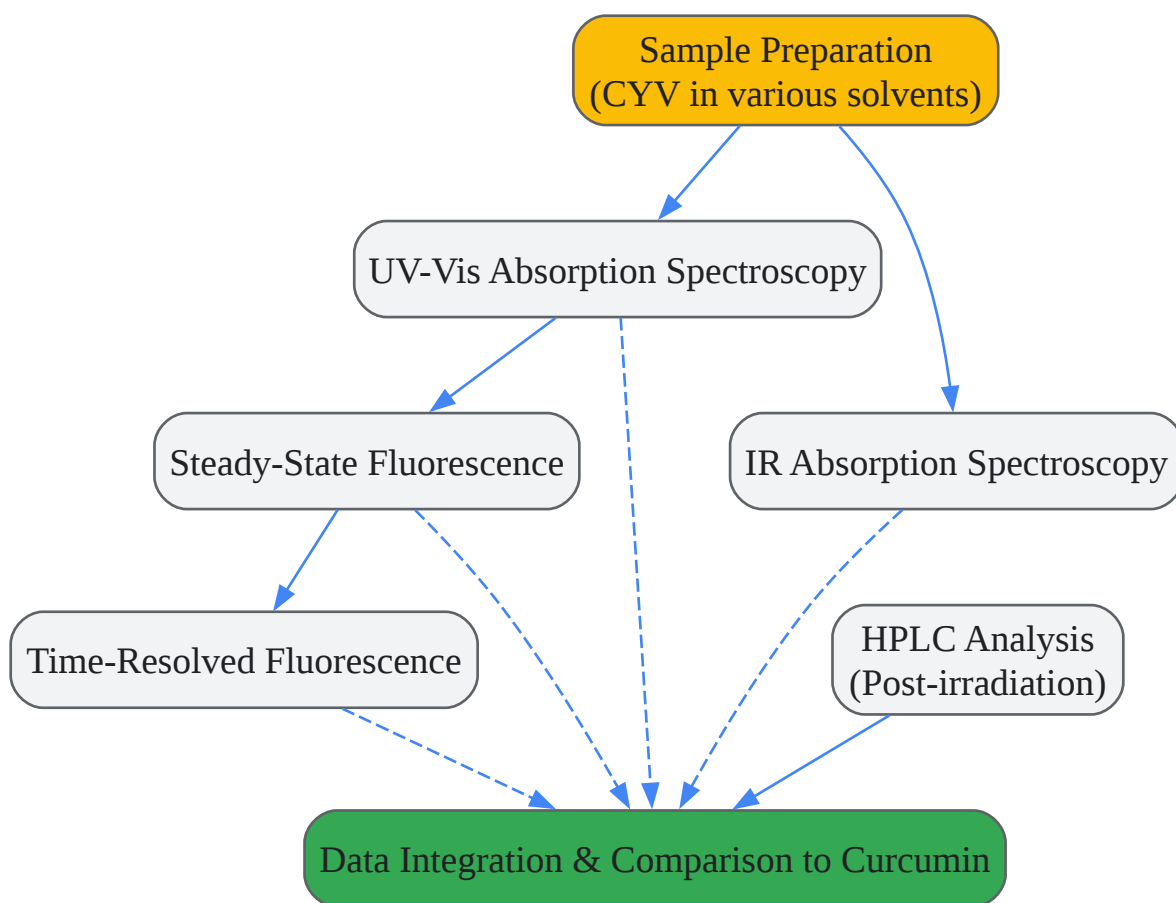 Sample Preparation
(CYV in various solvents)
UV-Vis Absorption Spectroscopy
Steady-State Fluorescence
IR Absorption Spectroscopy
Time-Resolved Fluorescence
HPLC Analysis
(Post-irradiation)
Data Integration & Comparison to Curcumin